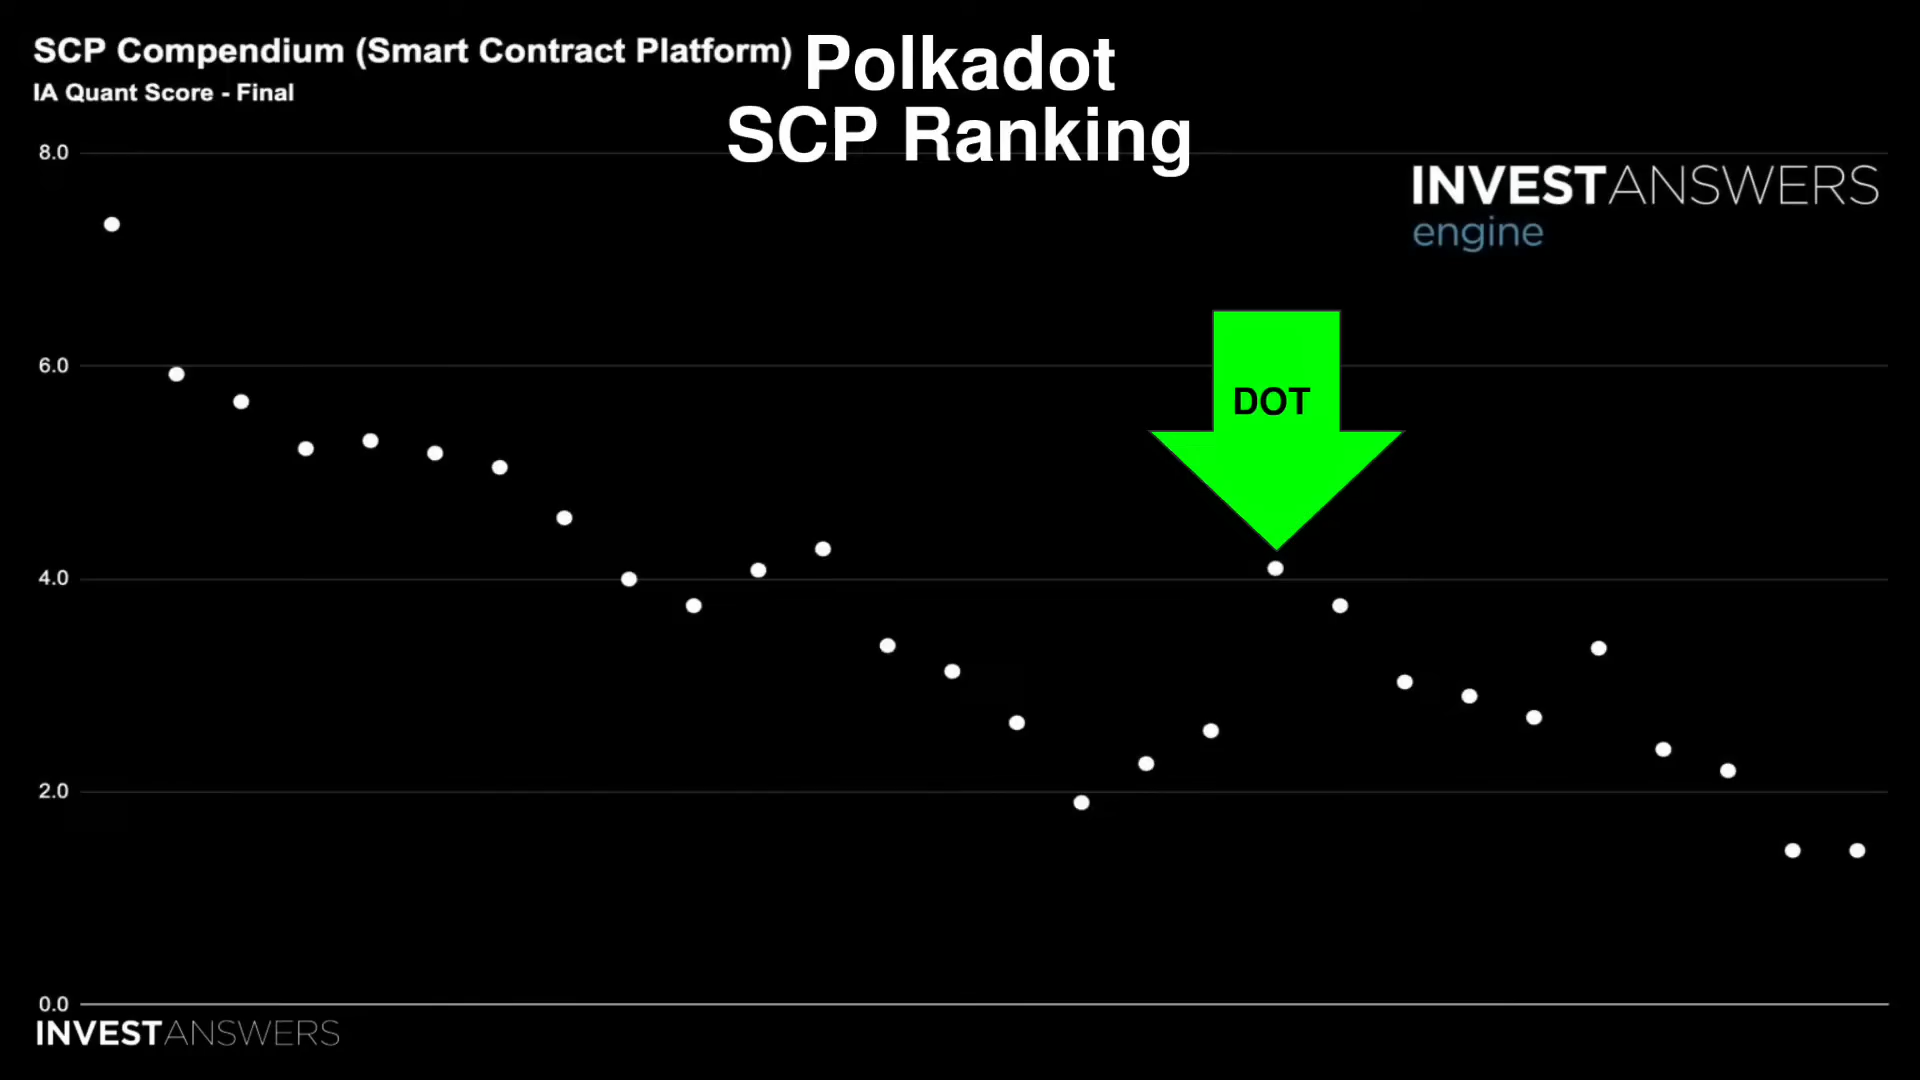 SCP Compendium (Smart Contract Platform)
IA Quant Score - Final
Polkadot
SCP Ranking
INVESTANSWERS
engine
8.0
6.0
4.0
2.0
0.0
DOT
INVESTANSWERS